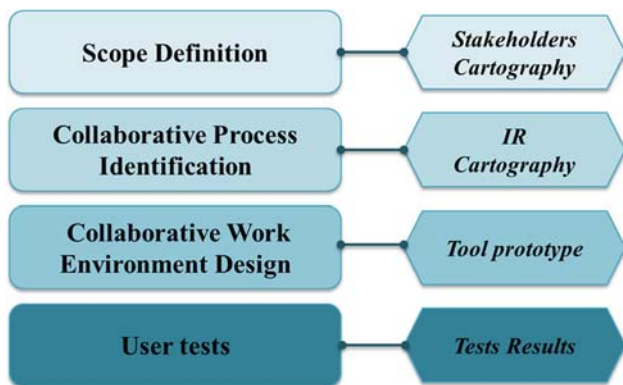 Scope Definition
Stakeholders
Cartography
Collaborative Process
Identification
IR
Cartography
Collaborative Work
Environment Design
Tool prototype
User tests
Tests Results